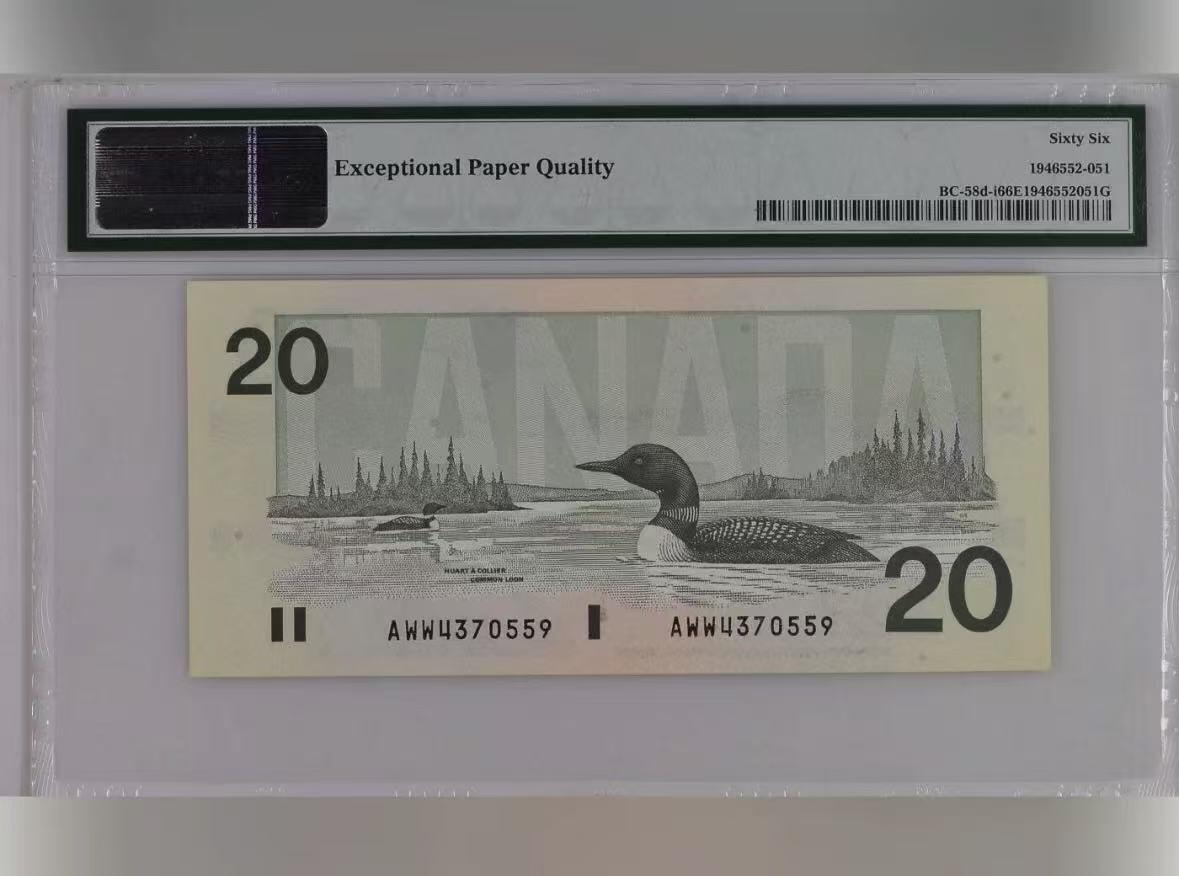 Sixty Six
Exceptional Paper Quality
1946552-051
BC-58d-i66E1946552051G
20
CANADA
HUART À COLLIER
COMMON LOON
AWW4370559
AWW4370559
20